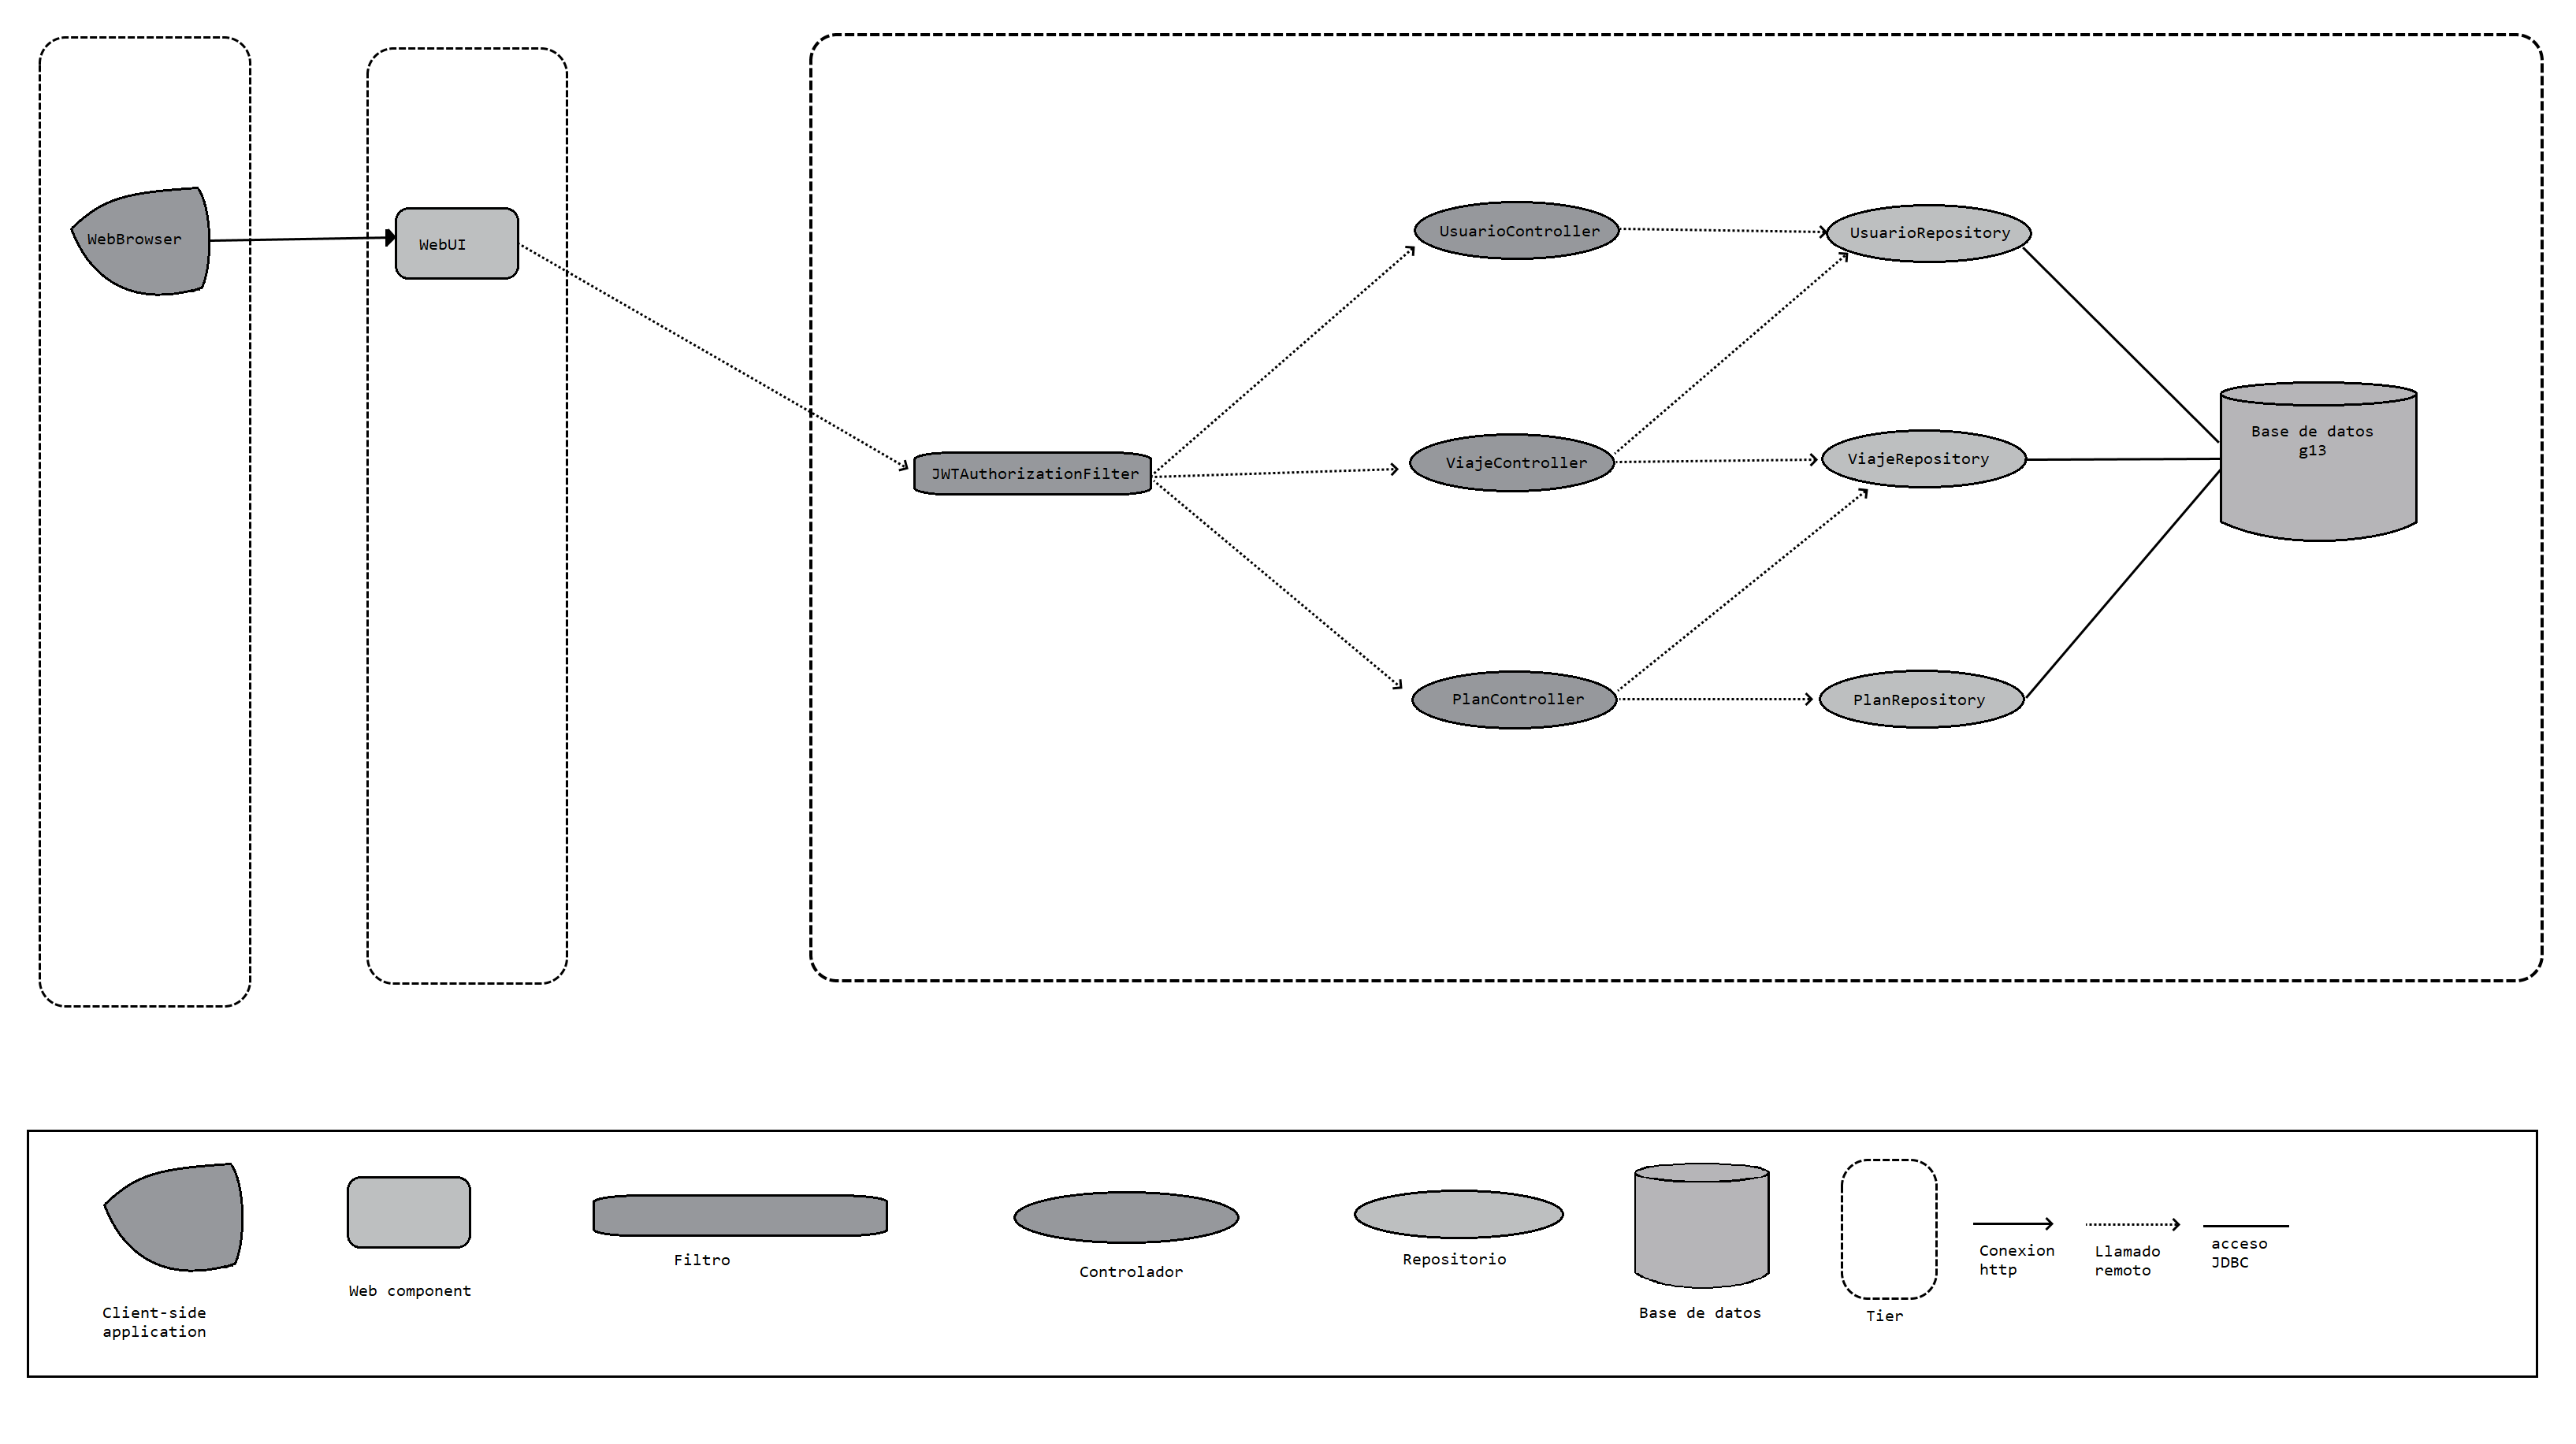 WebBrowser
WebUI
JWTAuthorizationFilter
UsuarioController
UsuarioRepository
ViajeController
ViajeRepository
PlanController
PlanRepository
Base de datos
g13
Client-side
application
Web component
Filtro
Controlador
Repositorio
Base de datos
Tier
Conexion
http
Llamado
remoto
acceso
JDBC